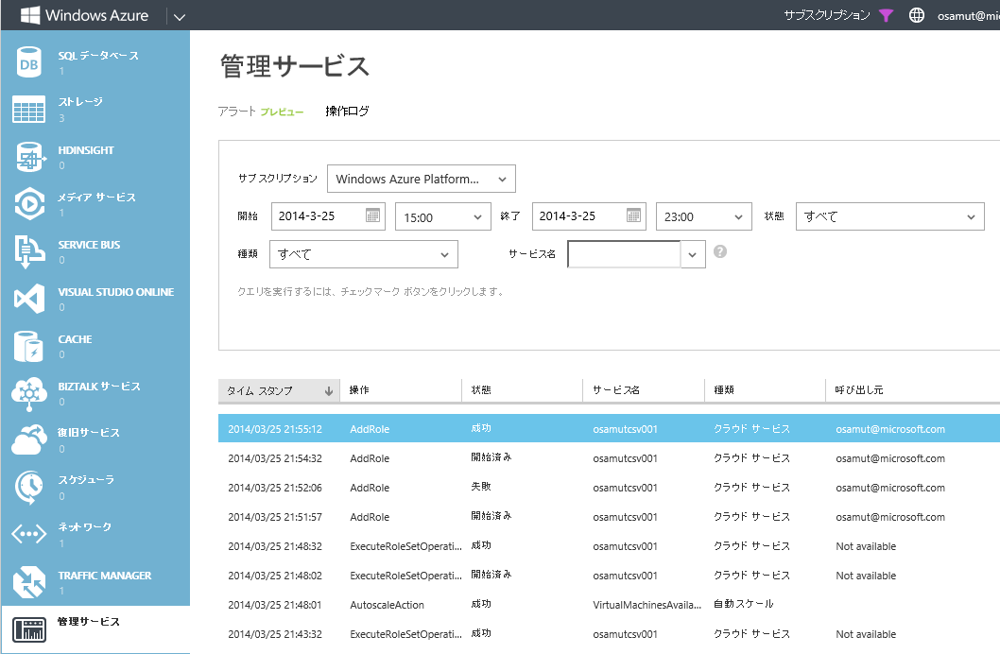 Windows Azure
サブスクリプション
osamut@mi
SQL データベース
1
ストレージ
3
HDINSIGHT
0
メディア サービス
1
SERVICE BUS
0
VISUAL STUDIO ONLINE
0
CACHE
0
BIZTALK サービス
0
復旧サービス
0
スケジューラ
0
ネットワーク
1
TRAFFIC MANAGER
1
管理サービス
管理サービス
アラート プレビュー 操作ログ
サブスクリプション Windows Azure Platform...
開始 2014-3-25 15:00 終了 2014-3-25 23:00 状態 すべて
種類 すべて サービス名 ?
クエリを実行するには、チェックマーク ボタンをクリックします。
タイム スタンプ 操作 状態 サービス名 種類 呼び出し元
2014/03/25 21:55:12 AddRole 成功 osamutcsv001 クラウド サービス osamut@microsoft.com
2014/03/25 21:54:32 AddRole 開始済み osamutcsv001 クラウド サービス osamut@microsoft.com
2014/03/25 21:52:06 AddRole 失敗 osamutcsv001 クラウド サービス osamut@microsoft.com
2014/03/25 21:51:57 AddRole 開始済み osamutcsv001 クラウド サービス osamut@microsoft.com
2014/03/25 21:48:32 ExecuteRoleSetOperati... 成功 osamutcsv001 クラウド サービス Not available
2014/03/25 21:48:02 ExecuteRoleSetOperati... 開始済み osamutcsv001 クラウド サービス Not available
2014/03/25 21:48:01 AutoscaleAction 成功 VirtualMachinesAvaila... 自動スケール
2014/03/25 21:43:32 ExecuteRoleSetOperati... 成功 osamutcsv001 クラウド サービス Not available